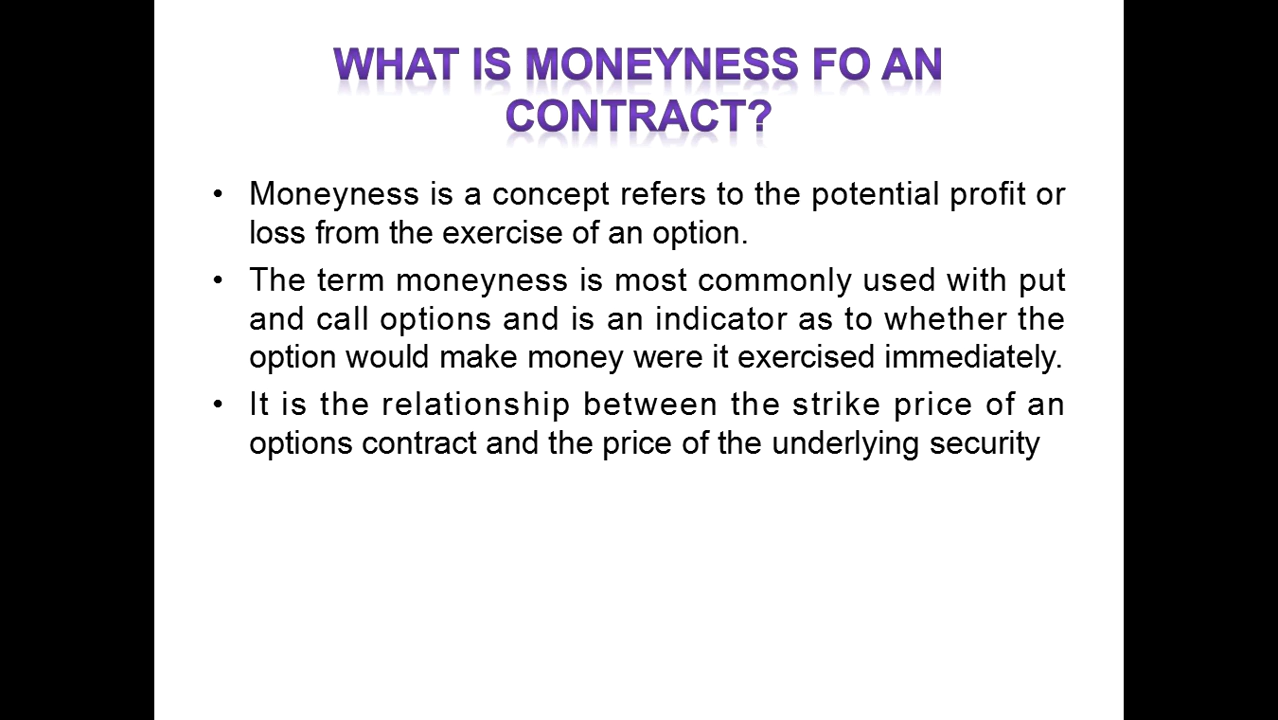 WHAT IS MONEYNESS FO AN
CONTRACT?
• Moneyness is a concept refers to the potential profit or
loss from the exercise of an option.
• The term moneyness is most commonly used with put
and call options and is an indicator as to whether the
option would make money were it exercised immediately.
• It is the relationship between the strike price of an
options contract and the price of the underlying security